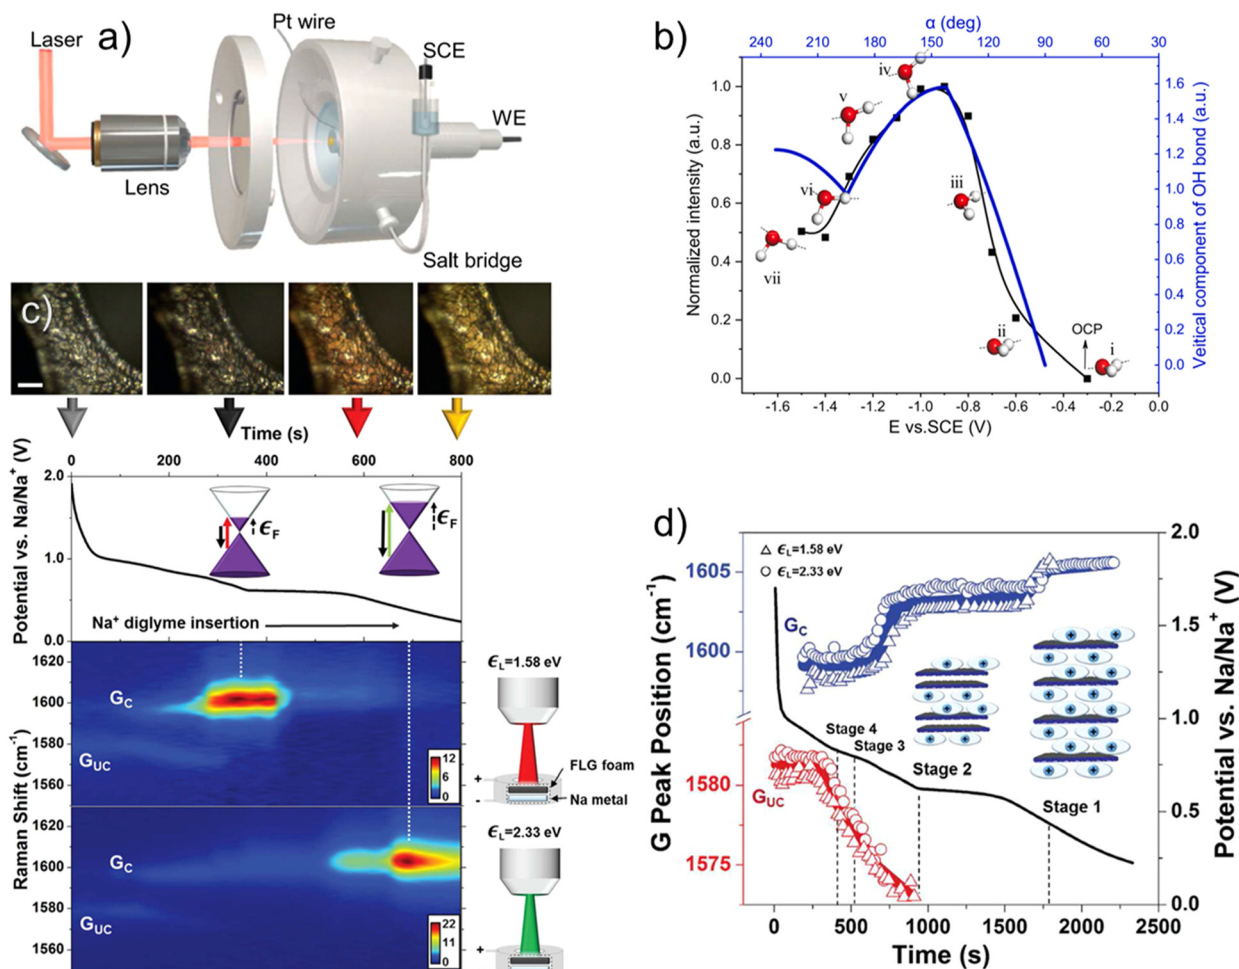 a)
Laser
Pt wire
SCE
WE
Lens
Salt bridge
b)
α (deg)
240 210 180 150 120 90 60 30
Normalized intensity (a.u.)
1.0
0.8
0.6
0.4
0.2
0.0
Veitical component of OH bond (a.u.)
1.6
1.4
1.2
1.0
0.8
0.6
0.4
0.2
0.0
iv
v
vi
iii
vii
ii
OCP
i
-1.6 -1.4 -1.2 -1.0 -0.8 -0.6 -0.4 -0.2 0.0
E vs.SCE (V)
c)
Time (s)
0 200 400 600 800
Potential vs. Na/Na⁺ (V)
2.0
1.5
1.0
0.5
0.0
ϵF
ϵF
Na⁺ diglyme insertion
Raman Shift (cm⁻¹)
1620
1600
1580
1560
GC
GUC
12
6
0
1620
1600
1580
1560
GC
GUC
22
11
0
ϵL=1.58 eV
+
-
FLG foam
Na metal
ϵL=2.33 eV
+
d)
G Peak Position (cm⁻¹)
1605
1600
1580
1575
ϵL=1.58 eV
ϵL=2.33 eV
GC
GUC
Stage 4
Stage 3
Stage 2
Stage 1
Potential vs. Na/Na⁺ (V)
2.0
1.5
1.0
0.5
0.0
0 500 1000 1500 2000 2500
Time (s)